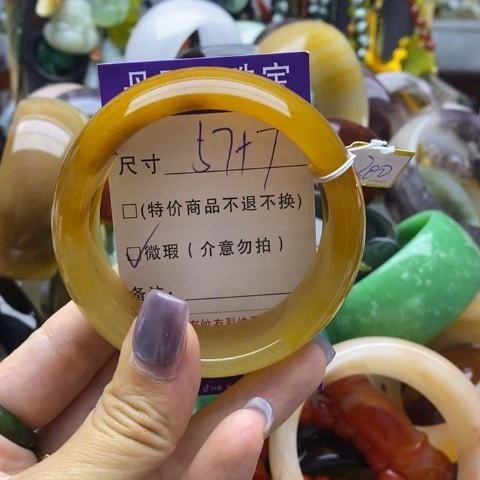 尺寸 57+7
□(特价商品不退不换)
☑微瑕(介意勿拍)
备注: